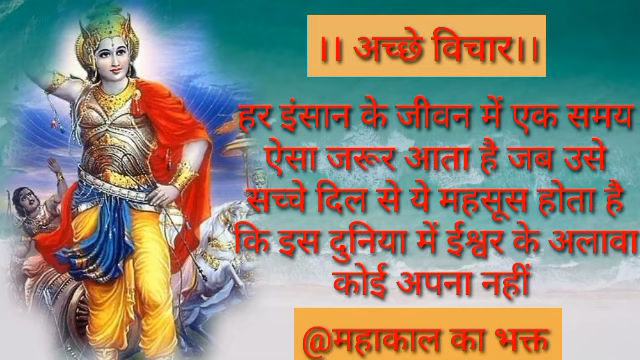 ।। अच्छे विचार।।
हर इंसान के जीवन में एक समय
ऐसा जरूर आता है जब उसे
सच्चे दिल से ये महसूस होता है
कि इस दुनिया में ईश्वर के अलावा
कोई अपना नहीं
@महाकाल का भक्त